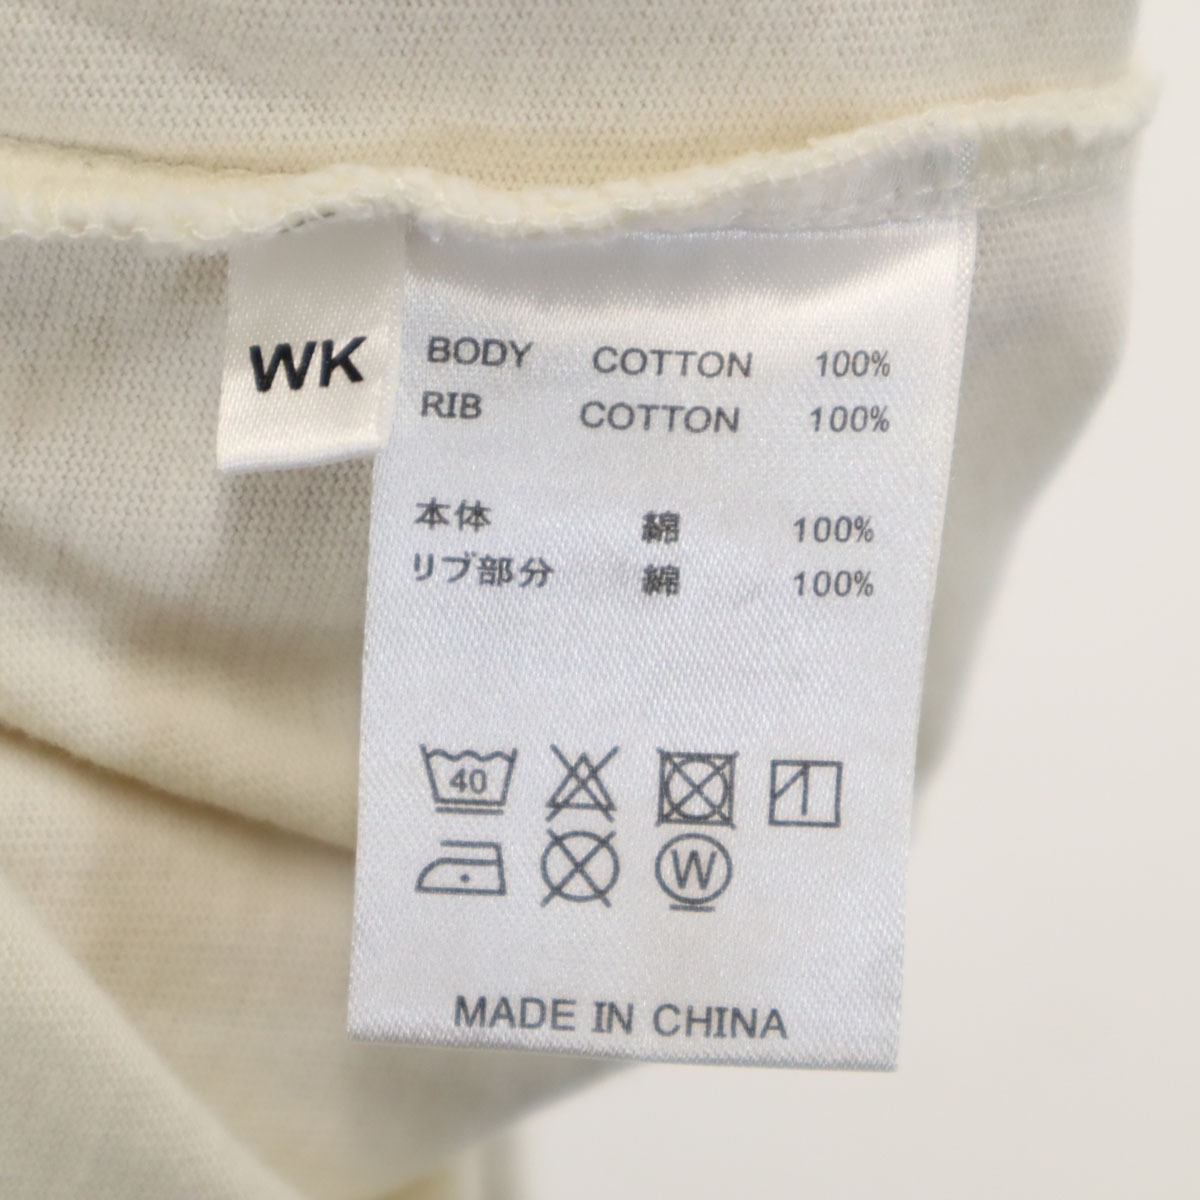 WK
BODY COTTON 100%
RIB COTTON 100%
本体 綿 100%
リブ部分 綿 100%
40
W
MADE IN CHINA